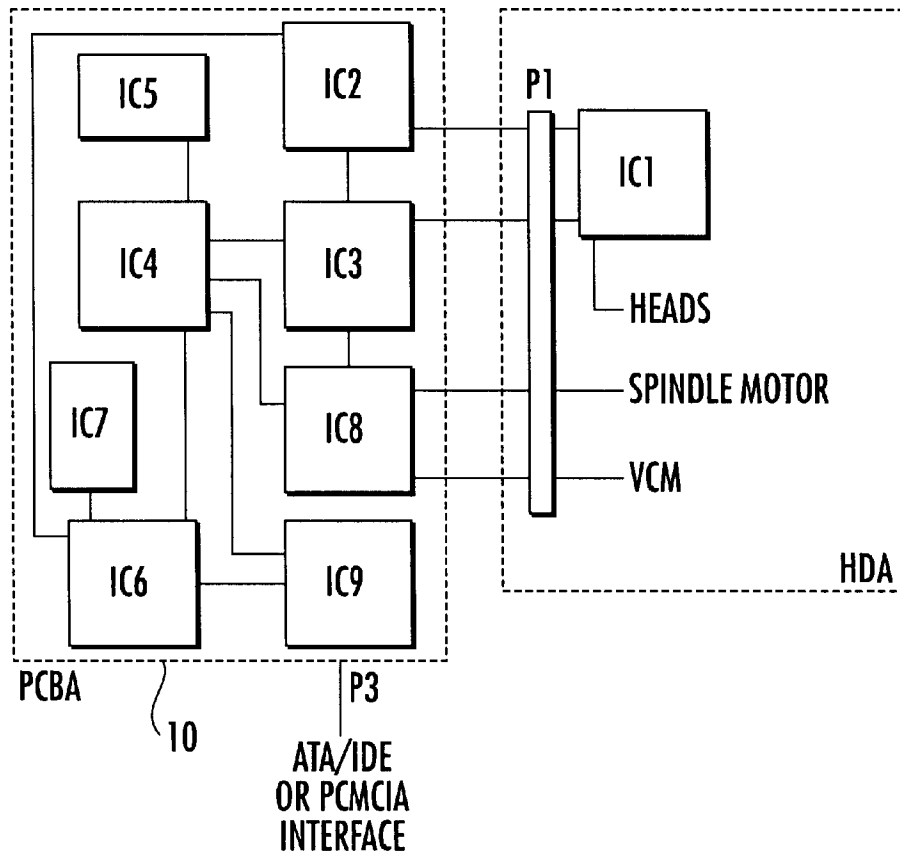 IC2
P1
IC5
IC1
IC4
IC3
HEADS
SPINDLE MOTOR
IC7
IC8
VCM
IC6
IC9
HDA
PCBA
P3
10
ATA/IDE
OR PCMCIA
INTERFACE